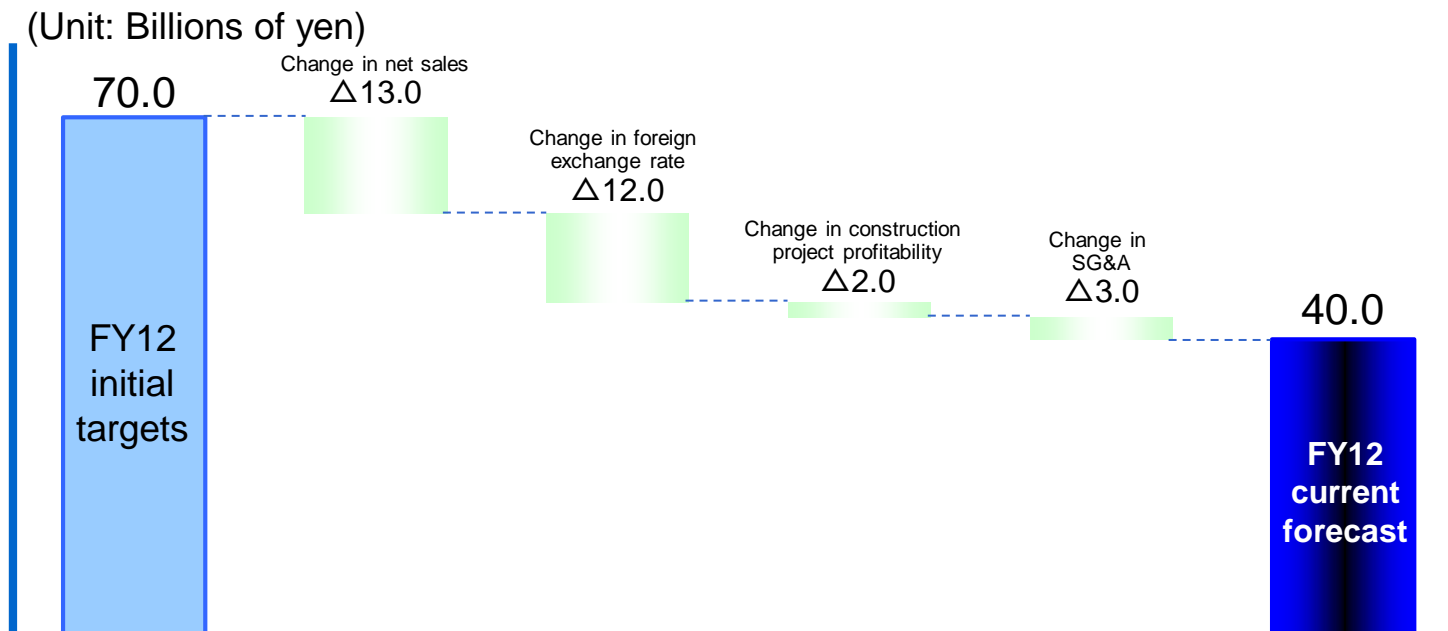 (Unit: Billions of yen)
70.0
Change in net sales
△13.0
Change in foreign
exchange rate
△12.0
Change in construction
project profitability
△2.0
Change in
SG&A
△3.0
40.0
FY12
initial
targets
FY12
current
forecast